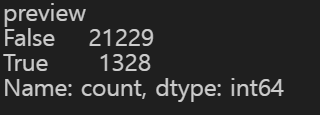 preview
False    21229
True      1328
Name: count, dtype: int64